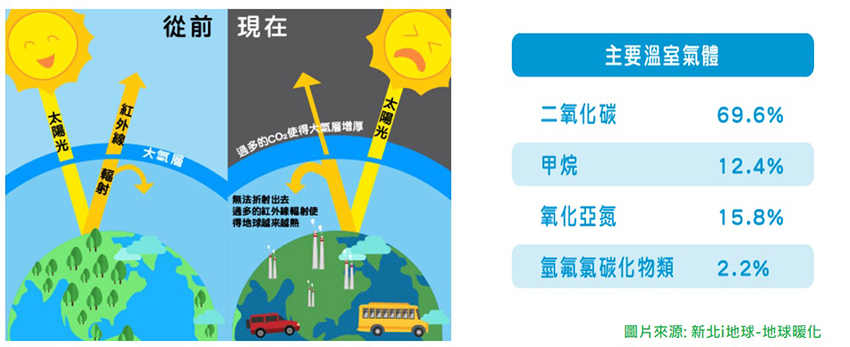 從前
太陽光
紅外線
輻射
大氣層
現在
太陽光
過多的CO₂使得大氣層增厚
無法折射出去
過多的紅外線輻射使
得地球越來越熱
主要溫室氣體
二氧化碳 69.6%
甲烷 12.4%
氧化亞氮 15.8%
氫氟氯碳化物類 2.2%
圖片來源: 新北i地球-地球暖化